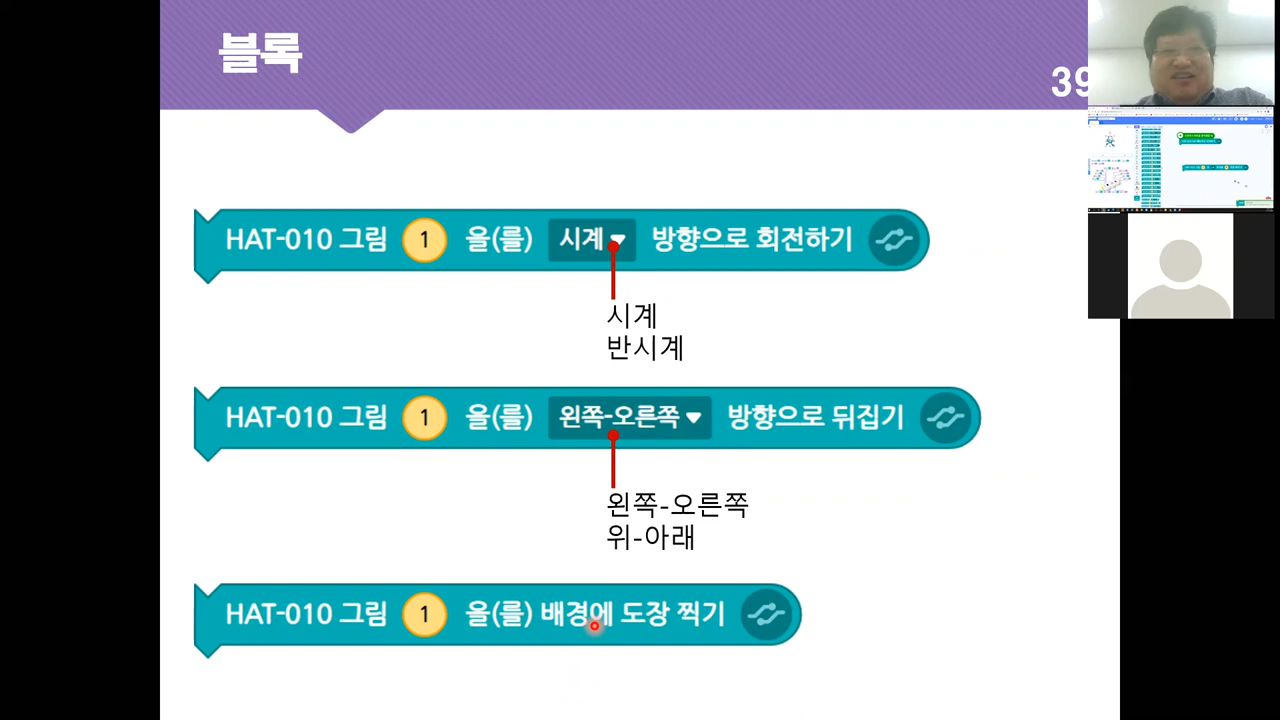 블록
39
HAT-010 그림 1 을(를) 시계 방향으로 회전하기
시계
반시계
HAT-010 그림 1 을(를) 왼쪽-오른쪽 방향으로 뒤집기
왼쪽-오른쪽
위-아래
HAT-010 그림 1 을(를) 배경에 도장 찍기